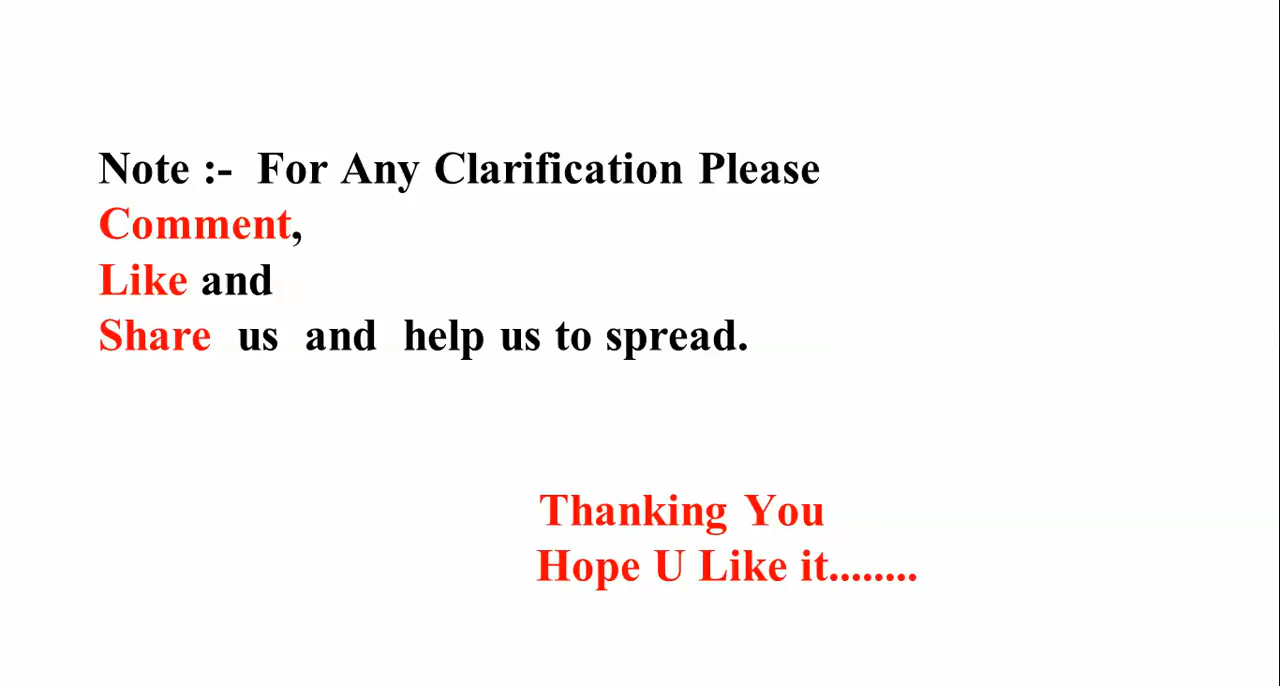 Note :- For Any Clarification Please
Comment,
Like and
Share us and help us to spread.
Thanking You
Hope U Like it........